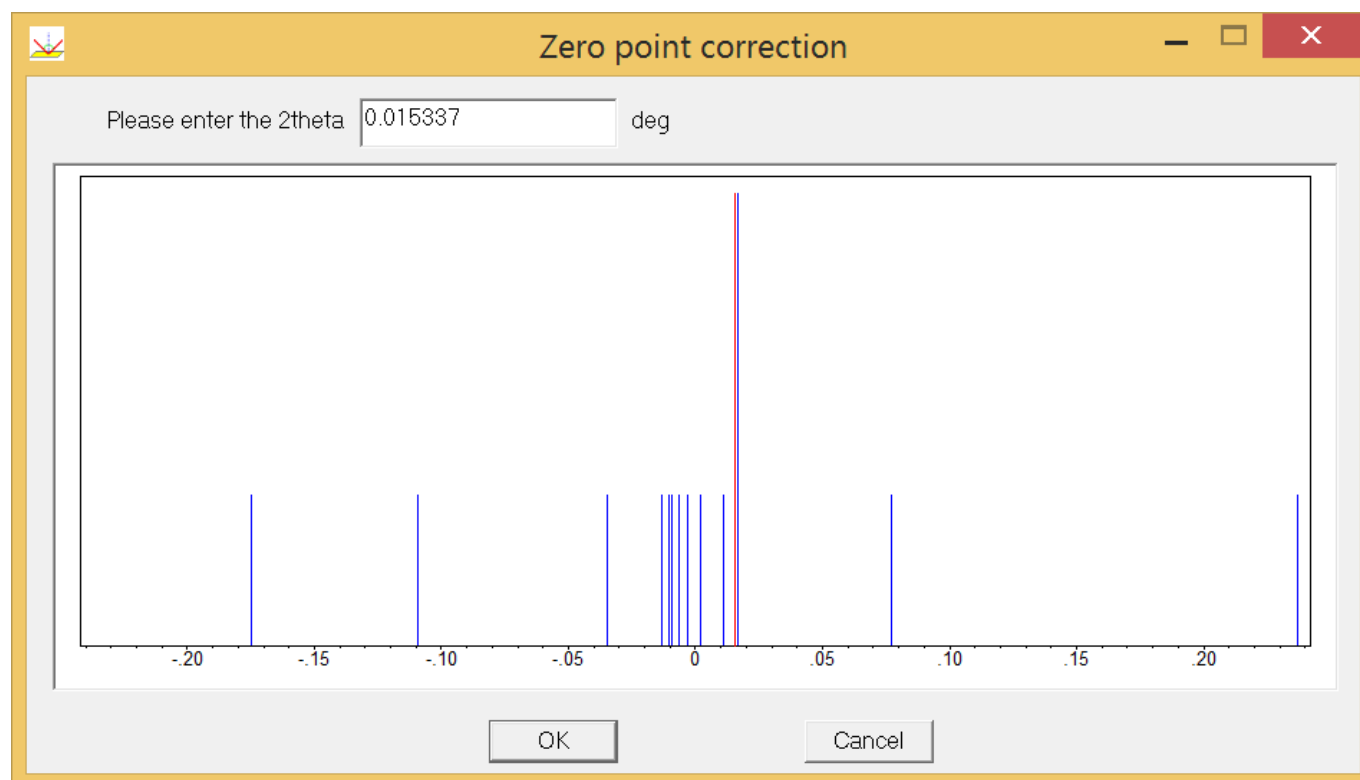 Zero point correction
Please enter the 2theta 0.015337 deg
-.20 -.15 -.10 -.05 0 .05 .10 .15 .20
OK Cancel